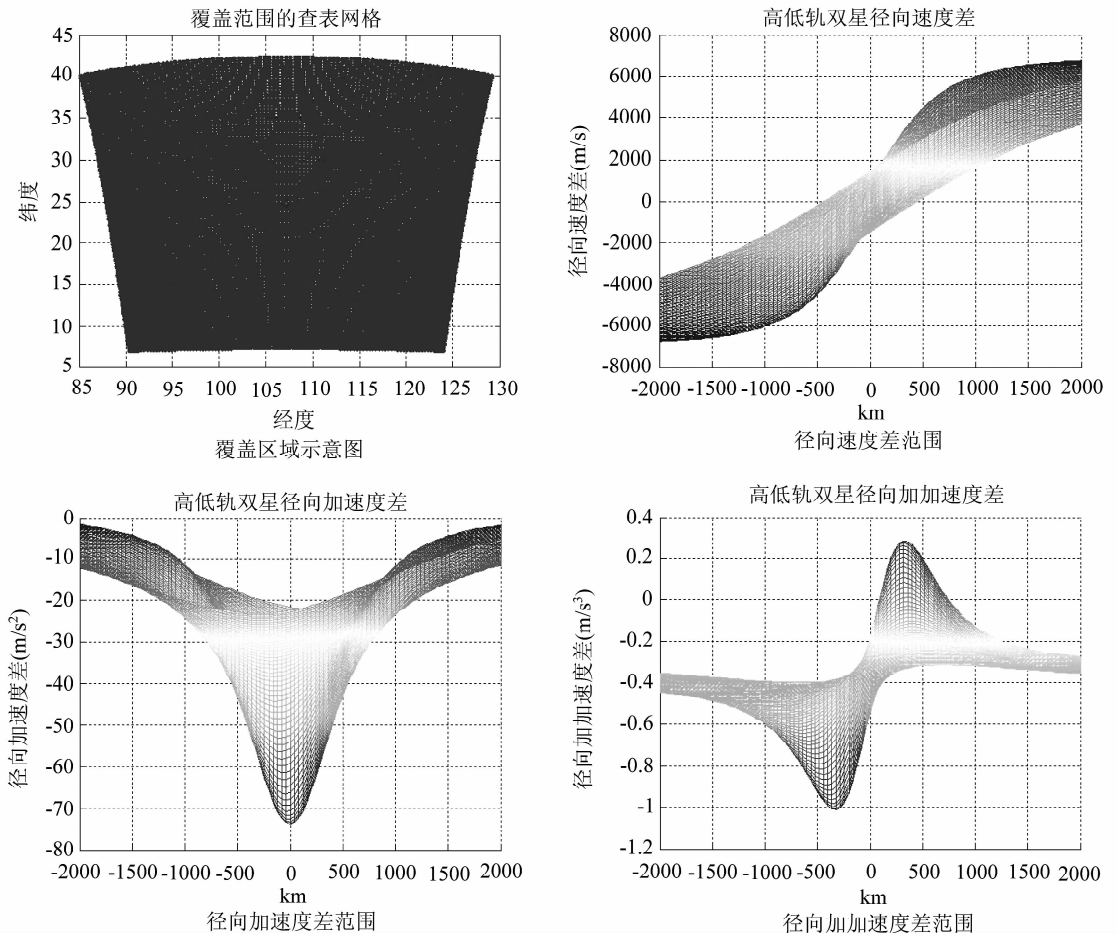 覆盖范围的查表网格
45
40
35
30
25
20
15
10
5
纬度
85 90 95 100 105 110 115 120 125 130
经度
覆盖区域示意图
高低轨双星径向速度差
8000
6000
4000
2000
0
-2000
-4000
-6000
-8000
径向速度差(m/s)
-2000 -1500 -1000 -500 0 500 1000 1500 2000
km
径向速度差范围
高低轨双星径向加速度差
0
-10
-20
-30
-40
-50
-60
-70
-80
径向加速度差(m/s²)
-2000 -1500 -1000 -500 0 500 1000 1500 2000
km
径向加速度差范围
高低轨双星径向加加速度差
0.4
0.2
0
-0.2
-0.4
-0.6
-0.8
-1
-1.2
径向加加速度差(m/s³)
-2000 -1500 -1000 -500 0 500 1000 1500 2000
km
径向加加速度差范围